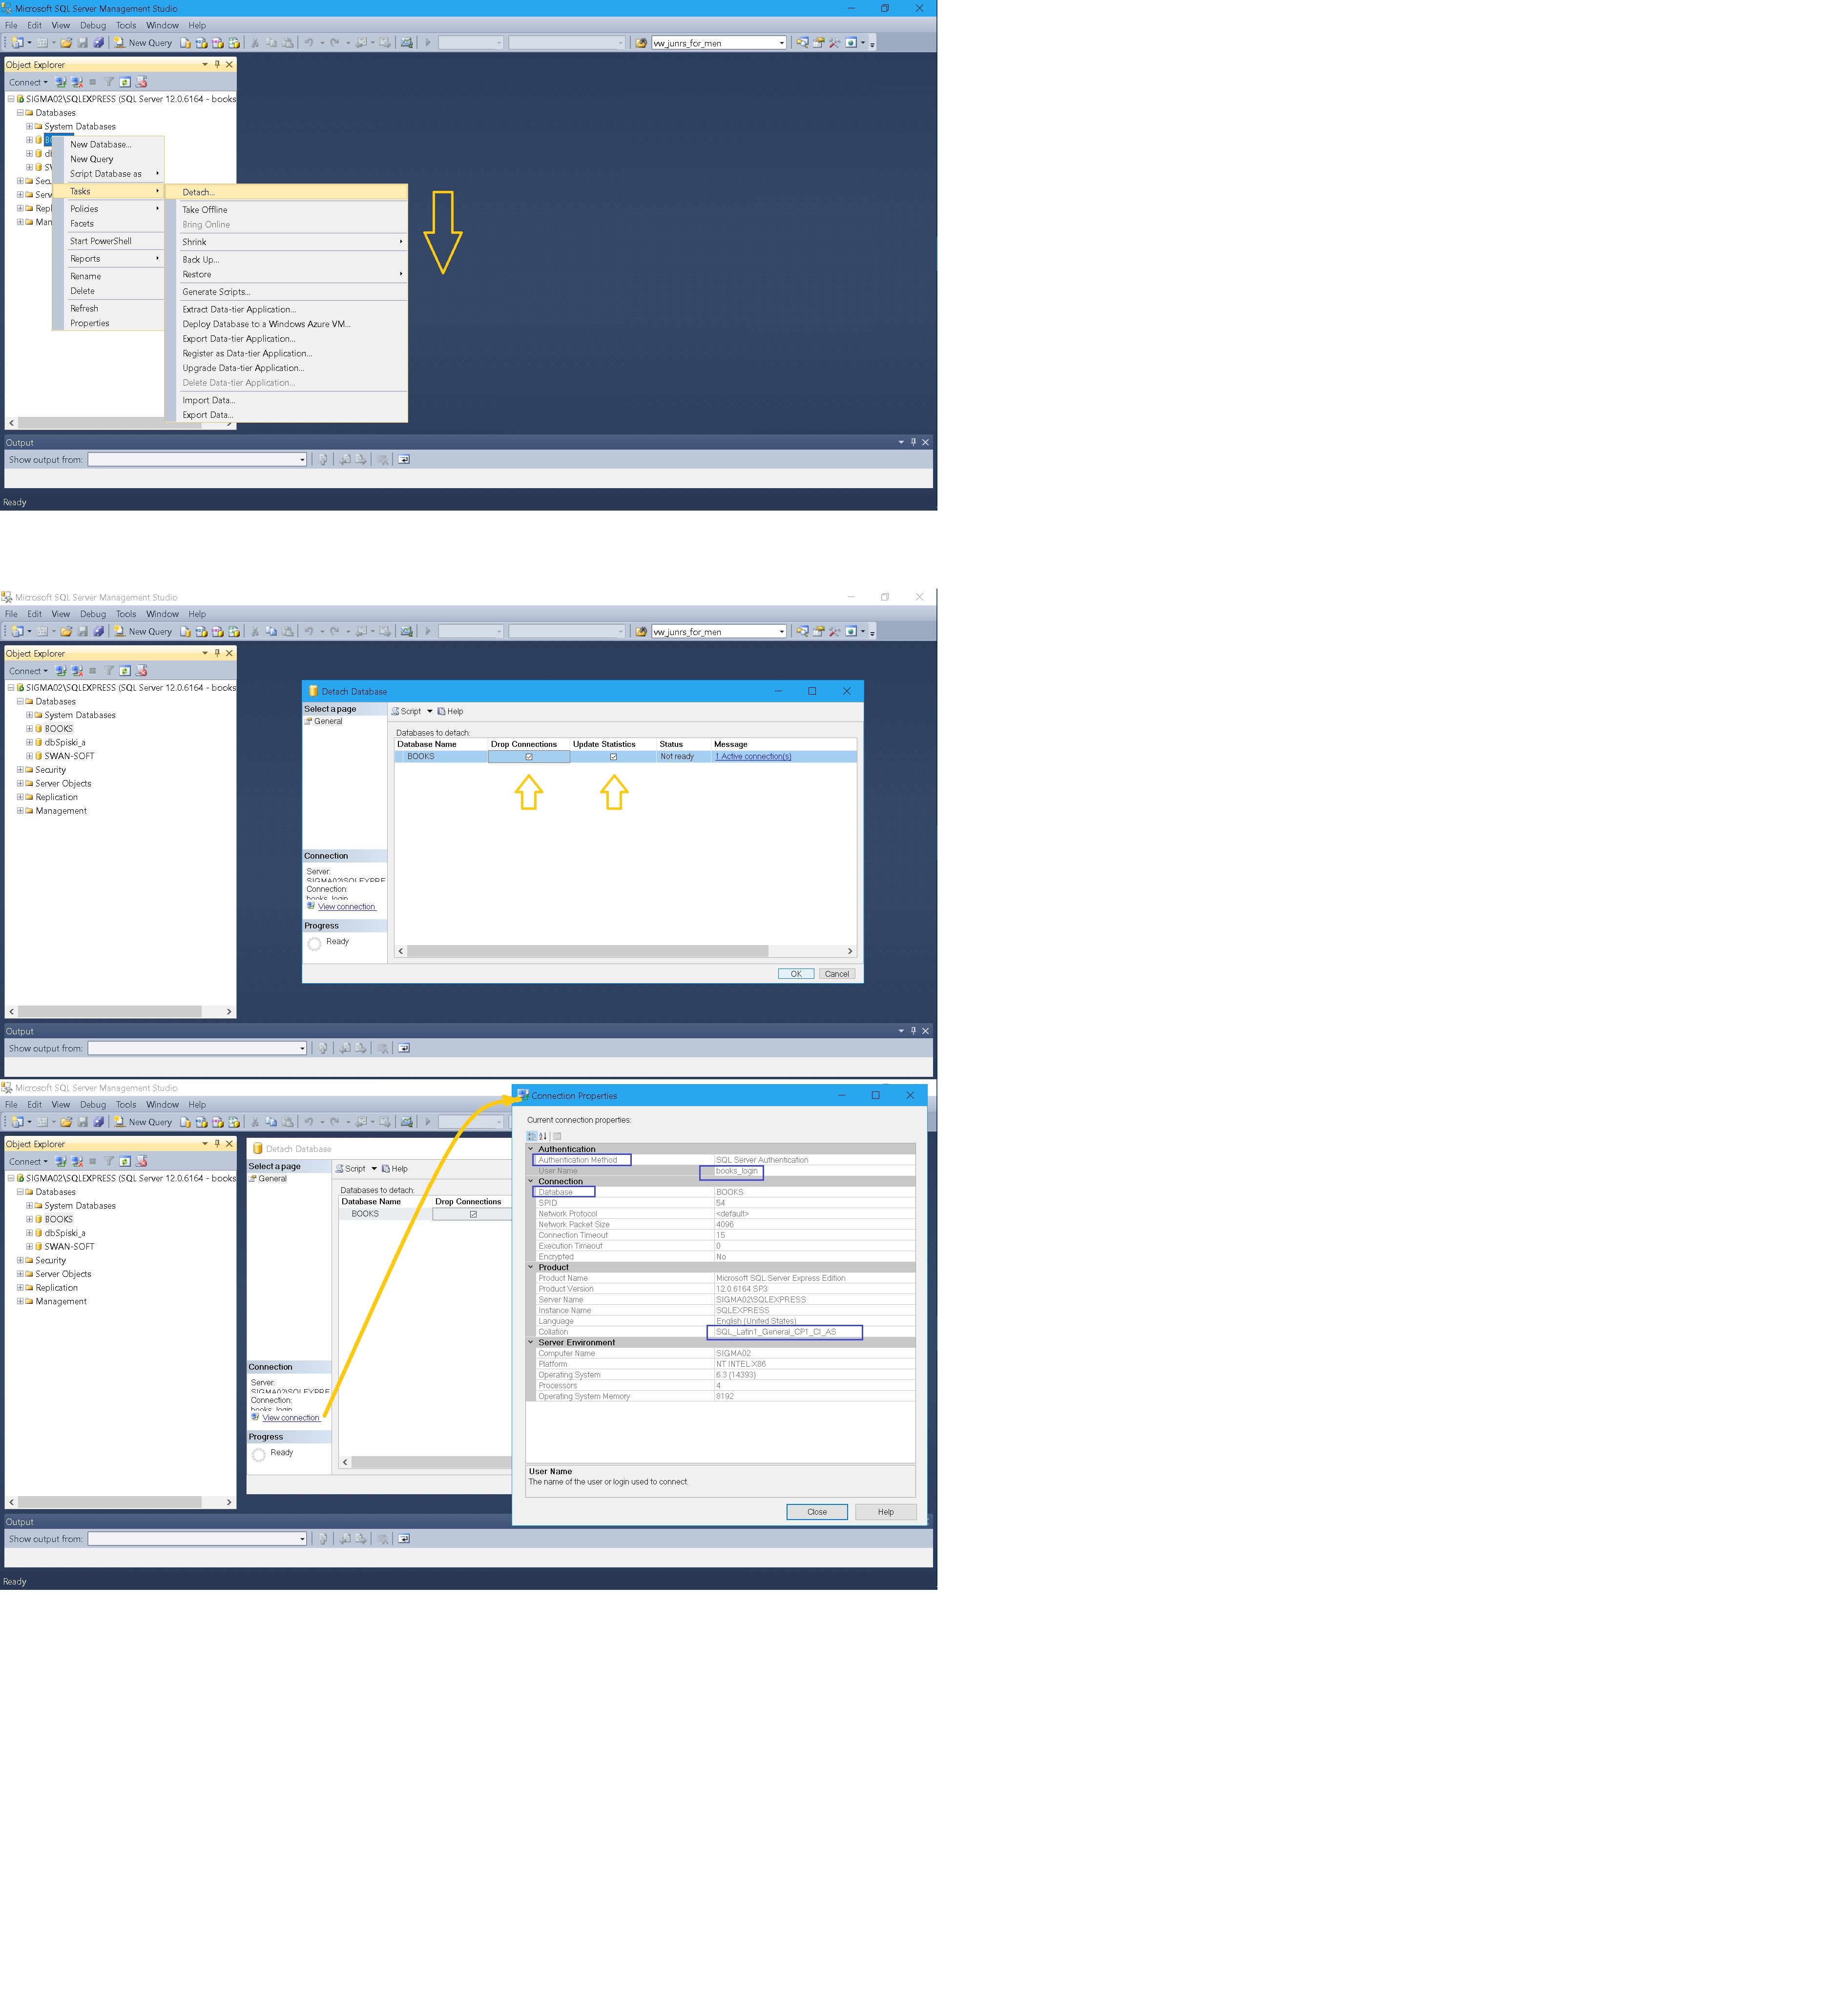 Microsoft SQL Server Management Studio
File Edit View Debug Tools Window Help
New Query
vw_junrs_for_men
Object Explorer
Connect
SIGMA02\SQLEXPRESS (SQL Server 12.0.6164 - books
Databases
System Databases
New Database...
New Query
Script Database as
Tasks
Policies
Facets
Start PowerShell
Reports
Rename
Delete
Refresh
Properties
Detach...
Take Offline
Bring Online
Shrink
Back Up...
Restore
Generate Scripts...
Extract Data-tier Application...
Deploy Database to a Windows Azure VM...
Export Data-tier Application...
Register as Data-tier Application...
Upgrade Data-tier Application...
Delete Data-tier Application...
Import Data...
Export Data...
Output
Show output from:
Ready
Microsoft SQL Server Management Studio
File Edit View Debug Tools Window Help
New Query
vw_junrs_for_men
Object Explorer
Connect
SIGMA02\SQLEXPRESS (SQL Server 12.0.6164 - books
Databases
System Databases
BOOKS
dbSpiski_a
SWAN-SOFT
Security
Server Objects
Replication
Management
Detach Database
Select a page
General
Script Help
Databases to detach:
Database Name Drop Connections Update Statistics Status Message
BOOKS Not ready 1 Active connection(s)
Connection
Server:
SIGMA02\SQLEXPRE
Connection:
books_login
View connection
Progress
Ready
OK Cancel
Output
Show output from:
Microsoft SQL Server Management Studio
File Edit View Debug Tools Window Help
New Query
Object Explorer
Connect
SIGMA02\SQLEXPRESS (SQL Server 12.0.6164 - books
Databases
System Databases
BOOKS
dbSpiski_a
SWAN-SOFT
Security
Server Objects
Replication
Management
Detach Database
Select a page
General
Script Help
Databases to detach:
Database Name Drop Connections
BOOKS
Connection
Server:
SIGMA02\SQLEXPRE
Connection:
books_login
View connection
Progress
Ready
Connection Properties
Current connection properties:
Authentication
Authentication Method SQL Server Authentication
User Name books_login
Connection
Database BOOKS
SPID 54
Network Protocol <default>
Network Packet Size 4096
Connection Timeout 15
Execution Timeout 0
Encrypted No
Product
Product Name Microsoft SQL Server Express Edition
Product Version 12.0.6164 SP3
Server Name SIGMA02\SQLEXPRESS
Instance Name SQLEXPRESS
Language English (United States)
Collation SQL_Latin1_General_CP1_CI_AS
Server Environment
Computer Name SIGMA02
Platform NT INTEL X86
Operating System 6.3 (14393)
Processors 4
Operating System Memory 8192
User Name
The name of the user or login used to connect.
Close Help
Output
Show output from:
Ready